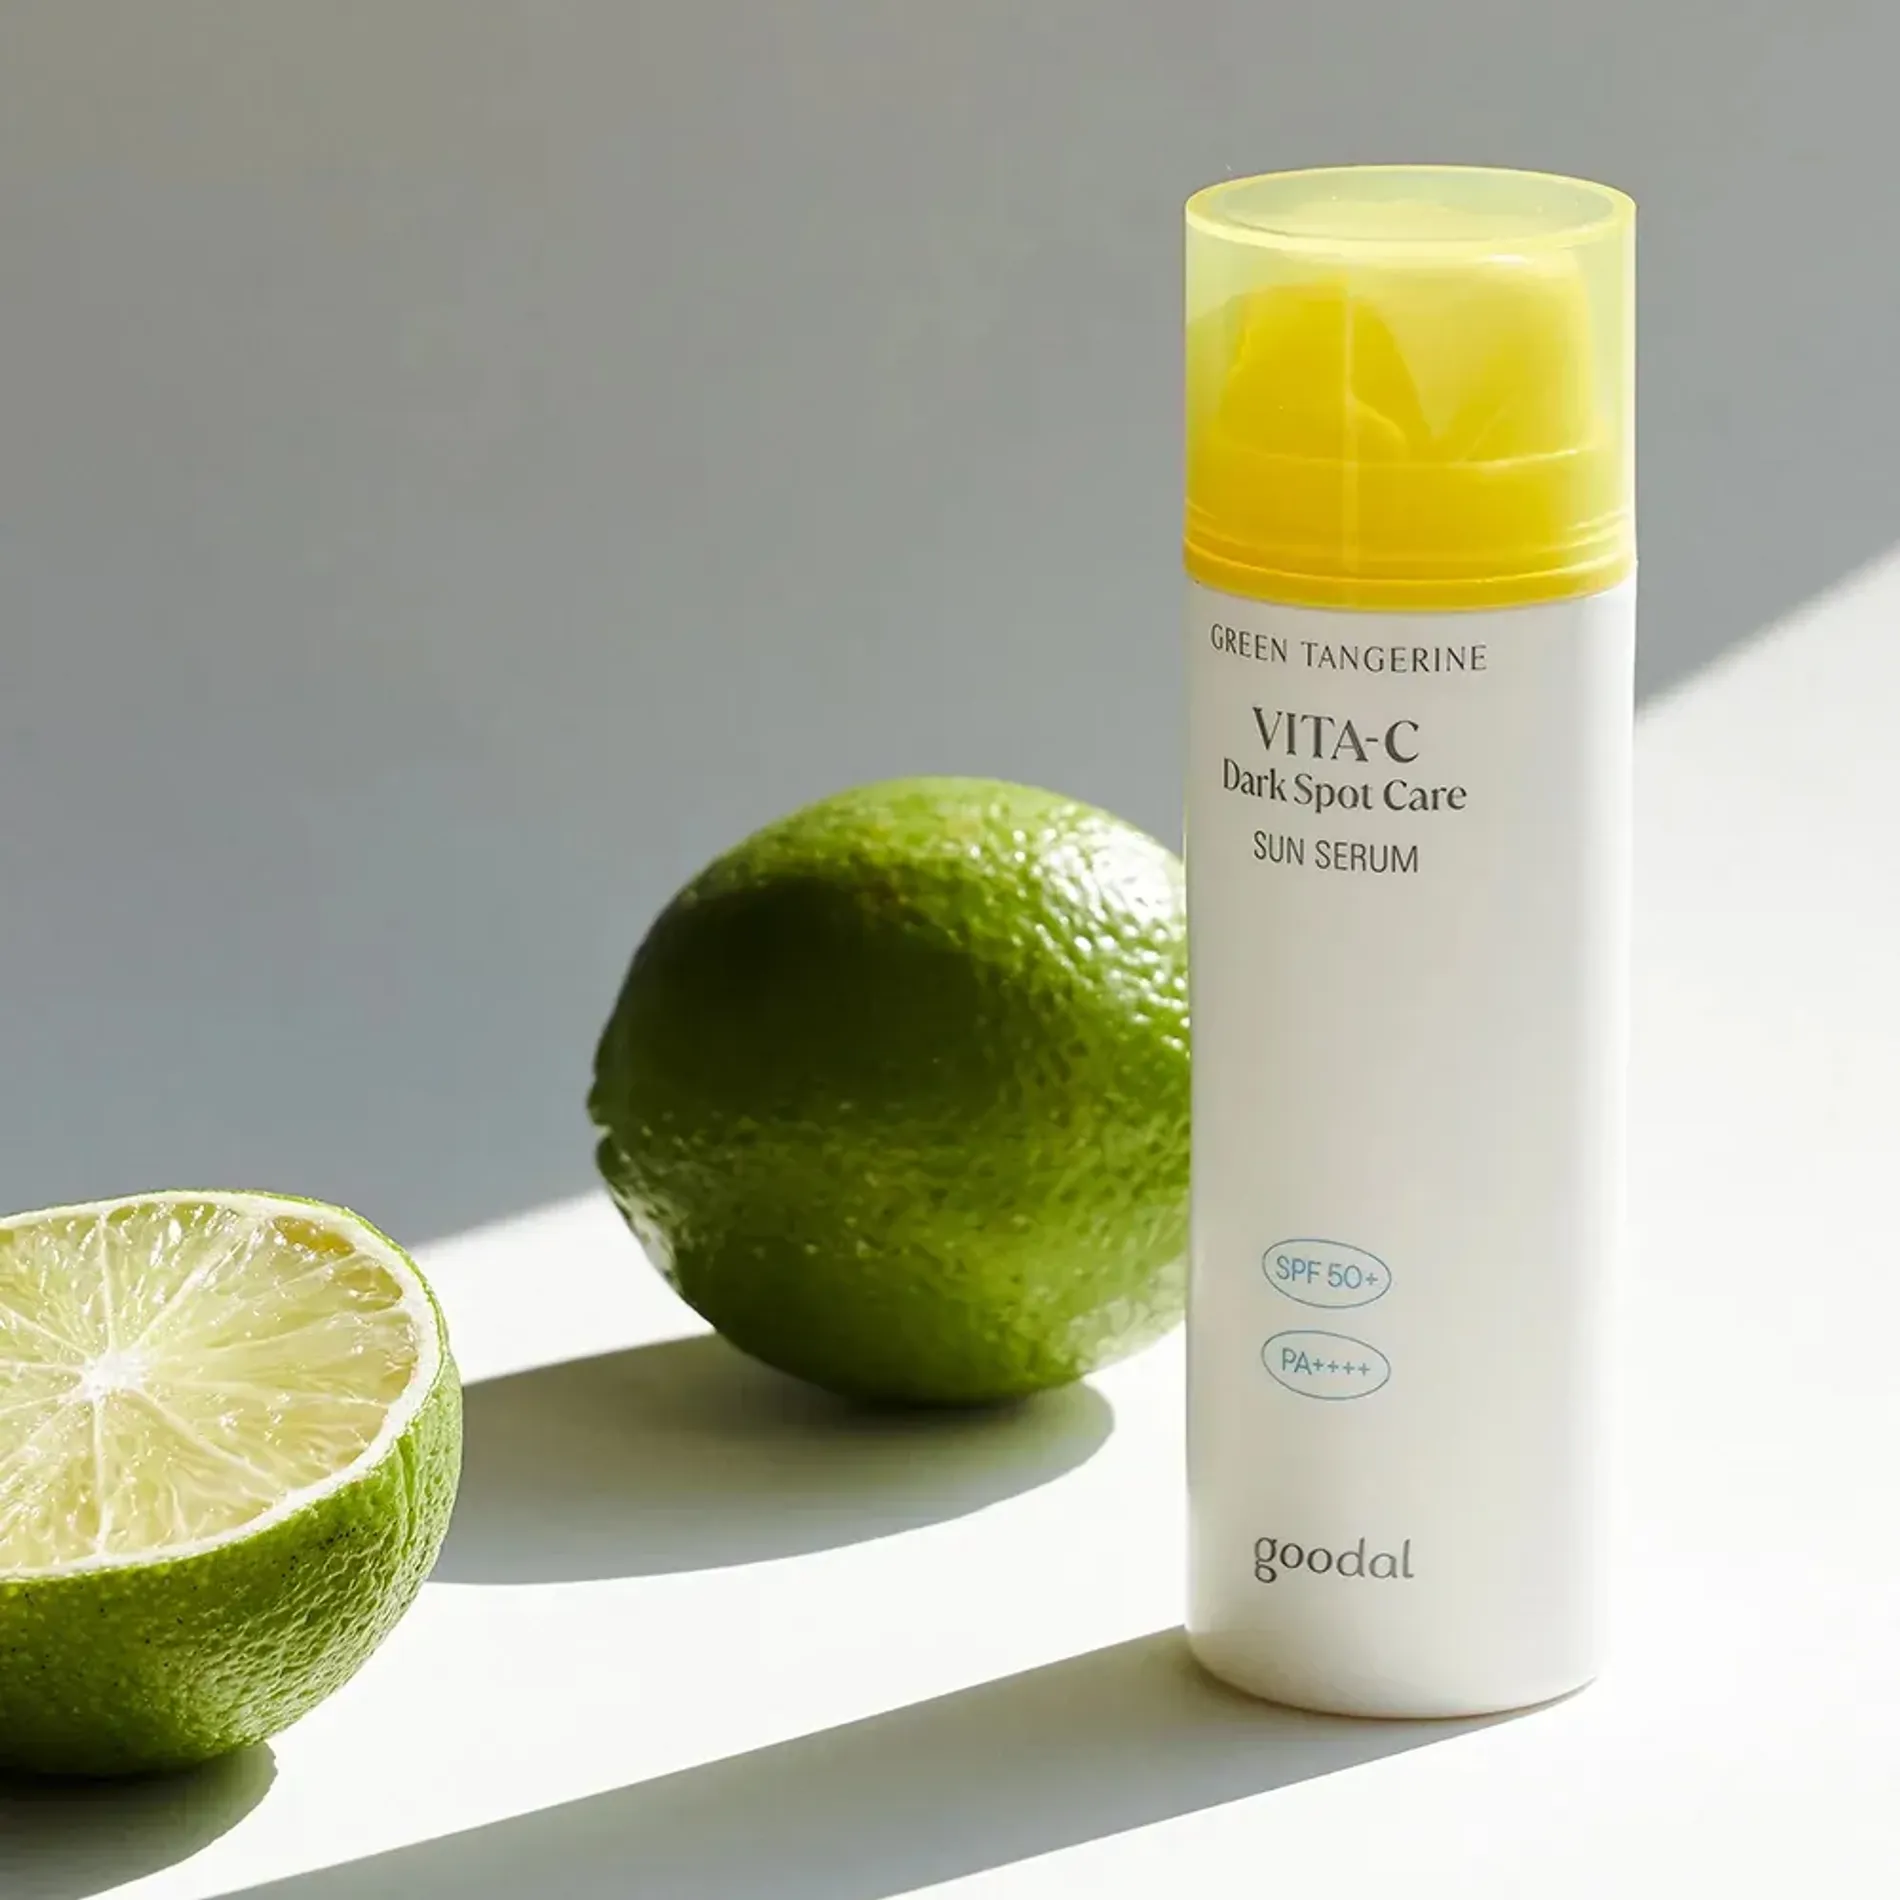 GREEN TANGERINE
VITA-C
Dark Spot Care
SUN SERUM
SPF 50+
PA++++
goodal